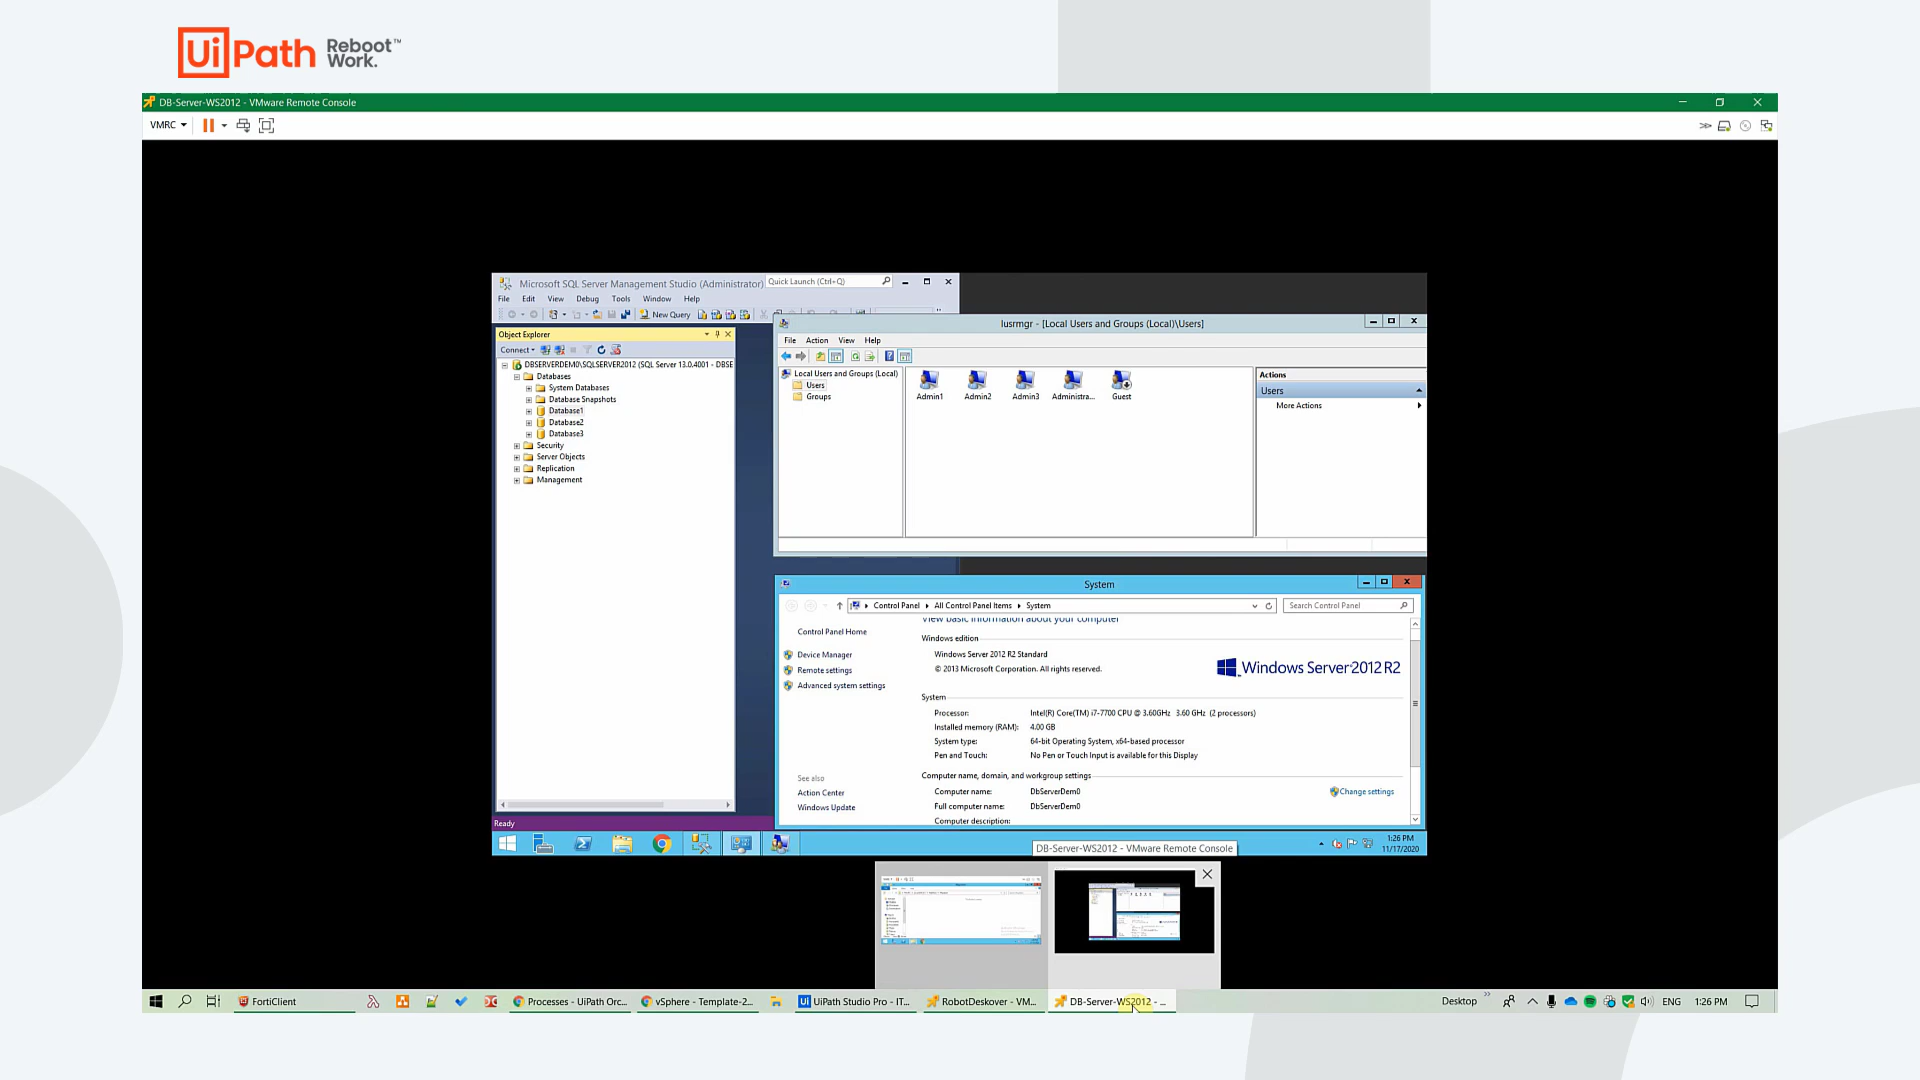 UiPath Reboot™ Work.
DB-Server-WS2012 - VMware Remote Console
VMRC
Microsoft SQL Server Management Studio (Administrator)
Quick Launch (Ctrl+Q)
File Edit View Debug Tools Window Help
New Query
Object Explorer
Connect
DBSERVERDEM0\SQLSERVER2012 (SQL Server 13.0.4001 - DBSE
Databases
System Databases
Database Snapshots
Database1
Database2
Database3
Security
Server Objects
Replication
Management
Ready
lusrmgr - [Local Users and Groups (Local)\Users]
File Action View Help
Local Users and Groups (Local)
Users
Groups
Admin1 Admin2 Admin3 Administra... Guest
Actions
Users
More Actions
System
Control Panel All Control Panel Items System
Search Control Panel
Control Panel Home
Device Manager
Remote settings
Advanced system settings
See also
Action Center
Windows Update
View basic information about your computer
Windows edition
Windows Server 2012 R2 Standard
© 2013 Microsoft Corporation. All rights reserved.
Windows Server 2012 R2
System
Processor: Intel(R) Core(TM) i7-7700 CPU @ 3.60GHz 3.60 GHz (2 processors)
Installed memory (RAM): 4.00 GB
System type: 64-bit Operating System, x64-based processor
Pen and Touch: No Pen or Touch Input is available for this Display
Computer name, domain, and workgroup settings
Computer name: DbServerDem0
Change settings
Full computer name: DbServerDem0
Computer description:
1:26 PM
11/17/2020
DB-Server-WS2012 - VMware Remote Console
FortiClient
Processes - UiPath Orc...
vSphere - Template-2...
UiPath Studio Pro - IT...
RobotDeskover - VM...
DB-Server-WS2012 - ...
Desktop
ENG
1:26 PM